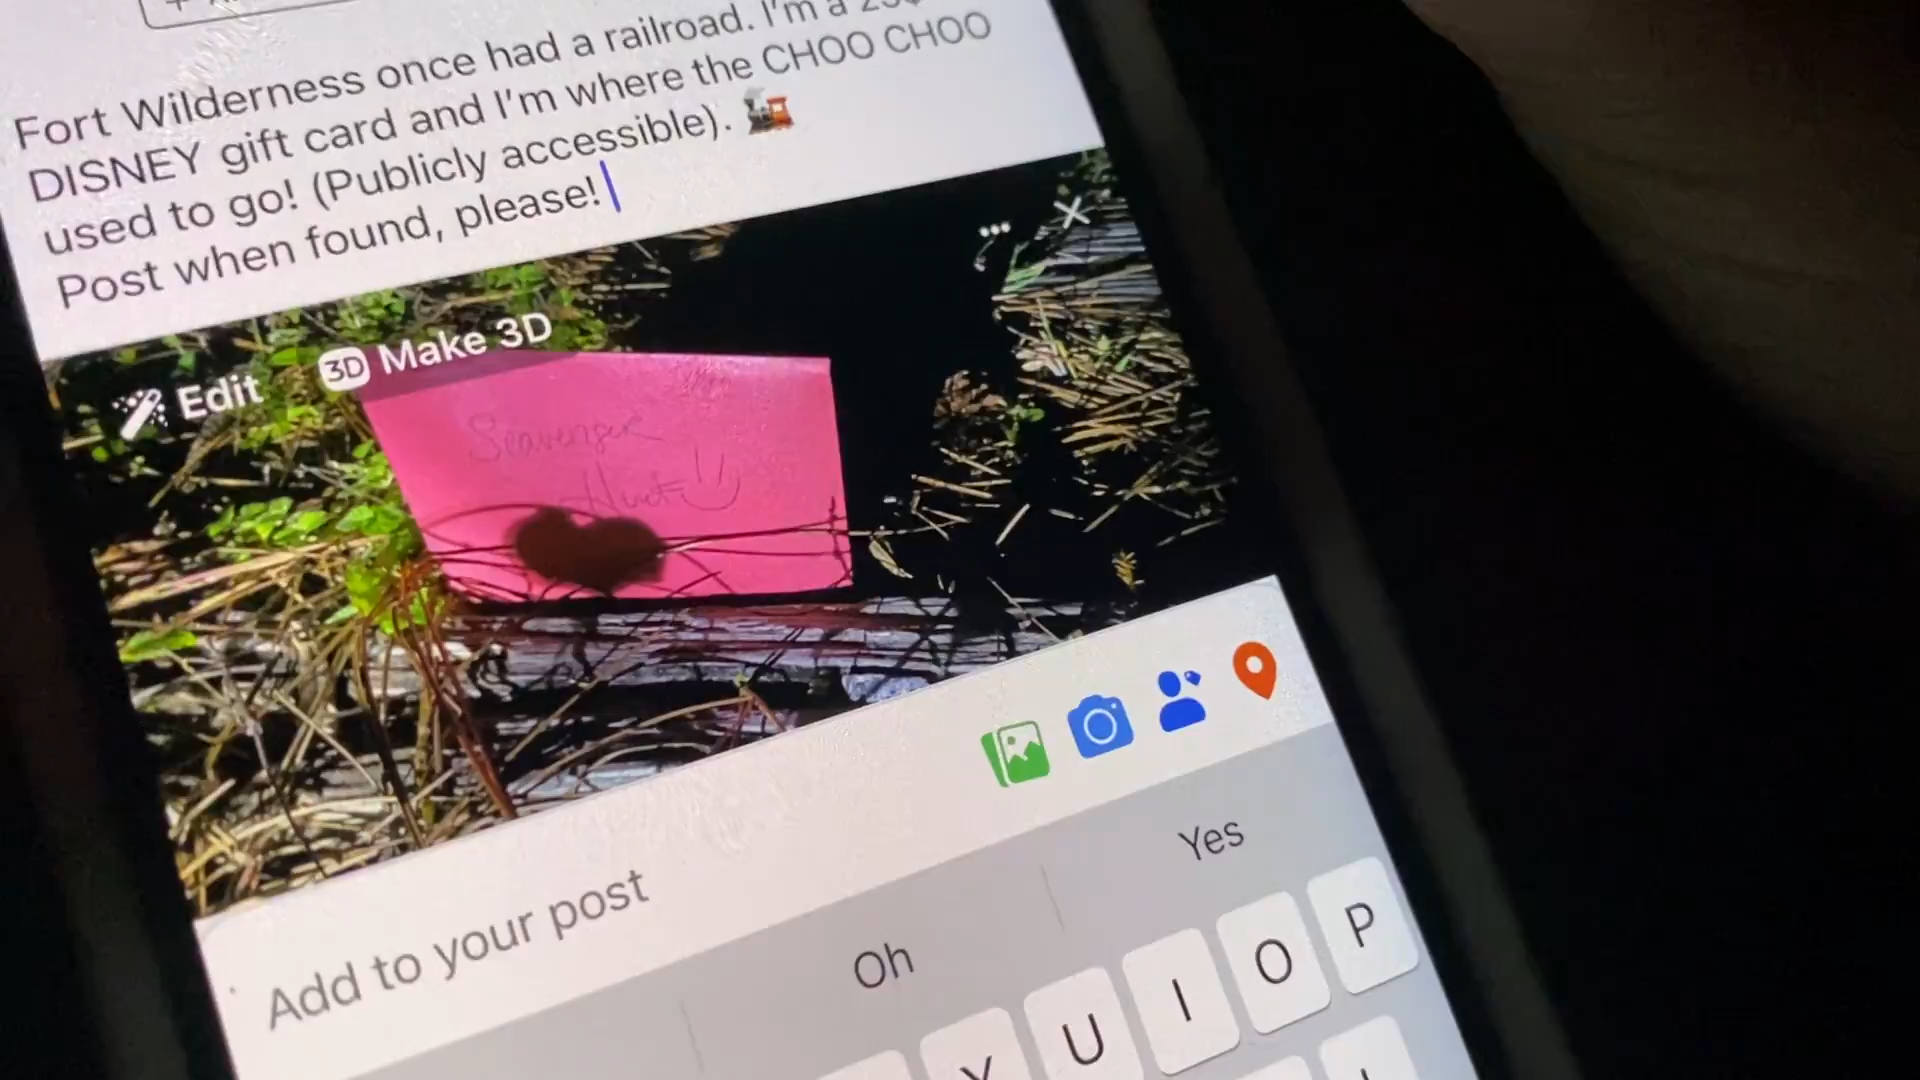 Fort Wilderness once had a railroad. I'm a
DISNEY gift card and I'm where the CHOO CHOO
used to go! (Publicly accessible). 🚂
Post when found, please!
... ×
Edit
3D Make 3D
Scavenger
Hunt
Add to your post
Oh
Yes
Y U I O P